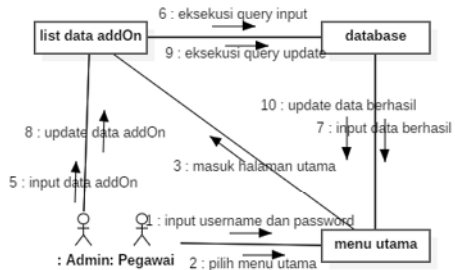 6 : eksekusi query input
list data addOn
database
9 : eksekusi query update
10 : update data berhasil
8 : update data addOn
7 : input data berhasil
3 : masuk halaman utama
5 : input data addOn
1 : input username dan password
: Admin: Pegawai
menu utama
2 : pilih menu utama